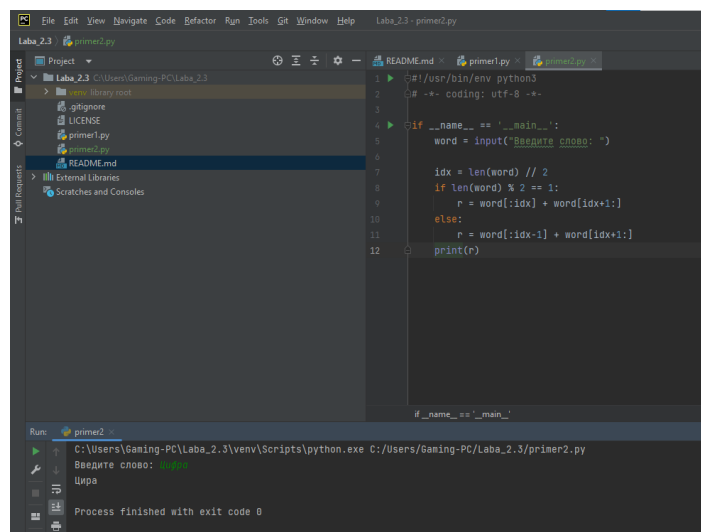 PC File Edit View Navigate Code Refactor Run Tools Git Window Help Laba_2.3 - primer2.py
Laba_2.3 primer2.py
Project
Commit
Pull Requests
Project
Laba_2.3 C:\Users\Gaming-PC\Laba_2.3
venv library root
.gitignore
LICENSE
primer1.py
primer2.py
README.md
External Libraries
Scratches and Consoles
README.md × primer1.py × primer2.py ×
1 #!/usr/bin/env python3
2 # -*- coding: utf-8 -*-
3
4 if __name__ == '__main__':
5 word = input("Введите слово: ")
6
7 idx = len(word) // 2
8 if len(word) % 2 == 1:
9 r = word[:idx] + word[idx+1:]
10 else:
11 r = word[:idx-1] + word[idx+1:]
12 print(r)
if __name__ == '__main__'
Run: primer2 ×
C:\Users\Gaming-PC\Laba_2.3\venv\Scripts\python.exe C:/Users/Gaming-PC/Laba_2.3/primer2.py
Введите слово: Цифра
Цира
Process finished with exit code 0